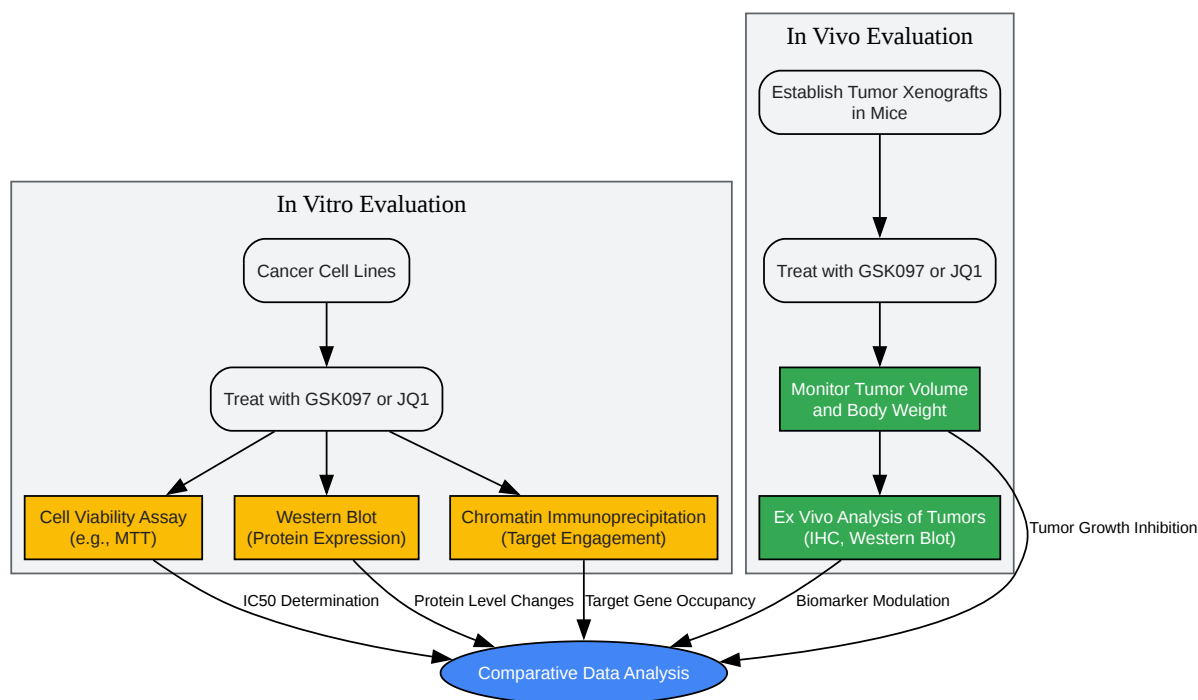 In Vitro Evaluation
Cancer Cell Lines
Treat with GSK097 or JQ1
Cell Viability Assay
(e.g., MTT)
Western Blot
(Protein Expression)
Chromatin Immunoprecipitation
(Target Engagement)
In Vivo Evaluation
Establish Tumor Xenografts
in Mice
Treat with GSK097 or JQ1
Monitor Tumor Volume
and Body Weight
Ex Vivo Analysis of Tumors
(IHC, Western Blot)
Tumor Growth Inhibition
IC50 Determination
Protein Level Changes
Target Gene Occupancy
Biomarker Modulation
Comparative Data Analysis